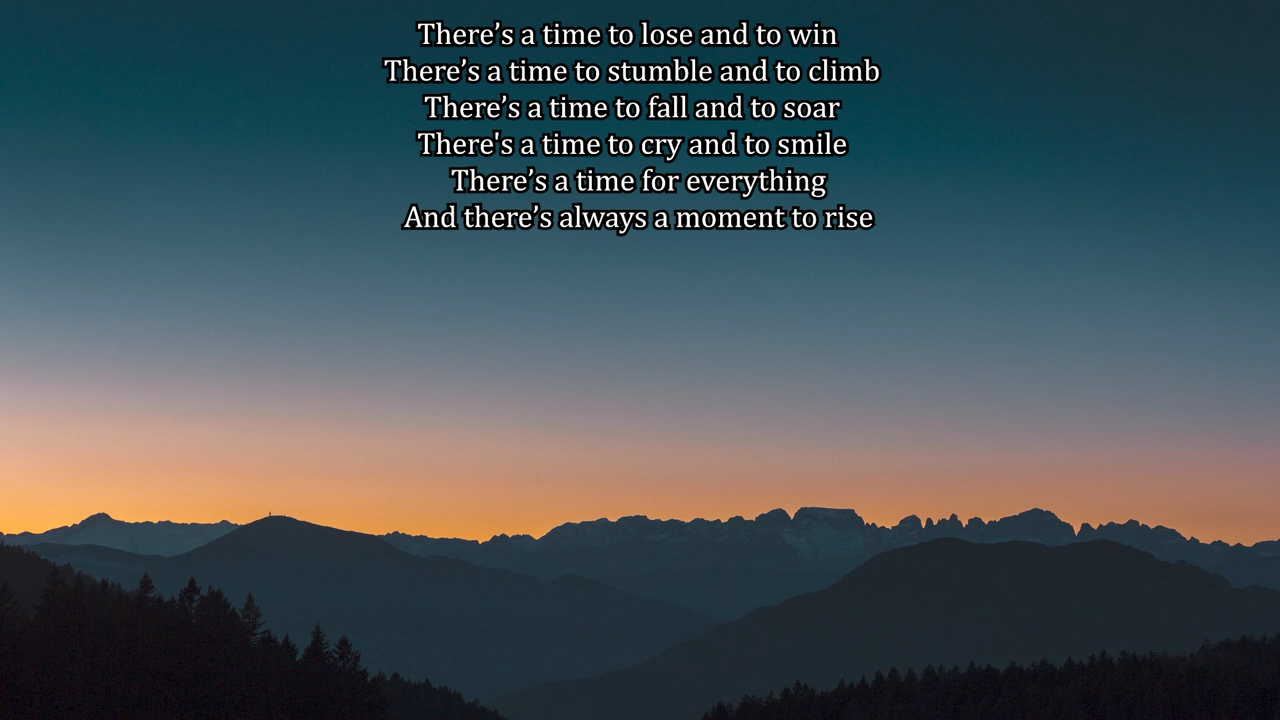 There’s a time to lose and to win
There’s a time to stumble and to climb
There’s a time to fall and to soar
There's a time to cry and to smile
There’s a time for everything
And there’s always a moment to rise